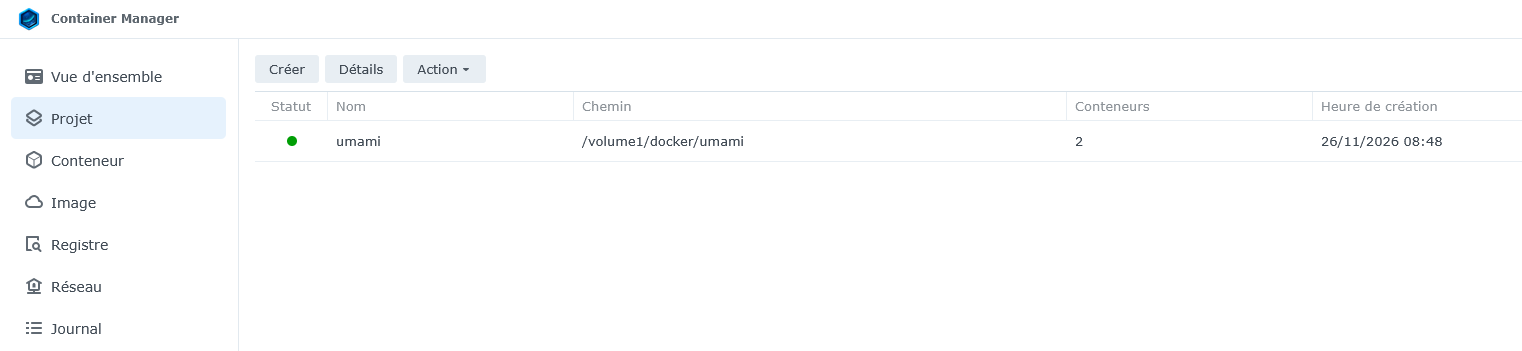 Container Manager
Vue d'ensemble
Projet
Conteneur
Image
Registre
Réseau
Journal
Créer Détails Action
Statut Nom Chemin Conteneurs Heure de création
umami /volume1/docker/umami 2 26/11/2026 08:48